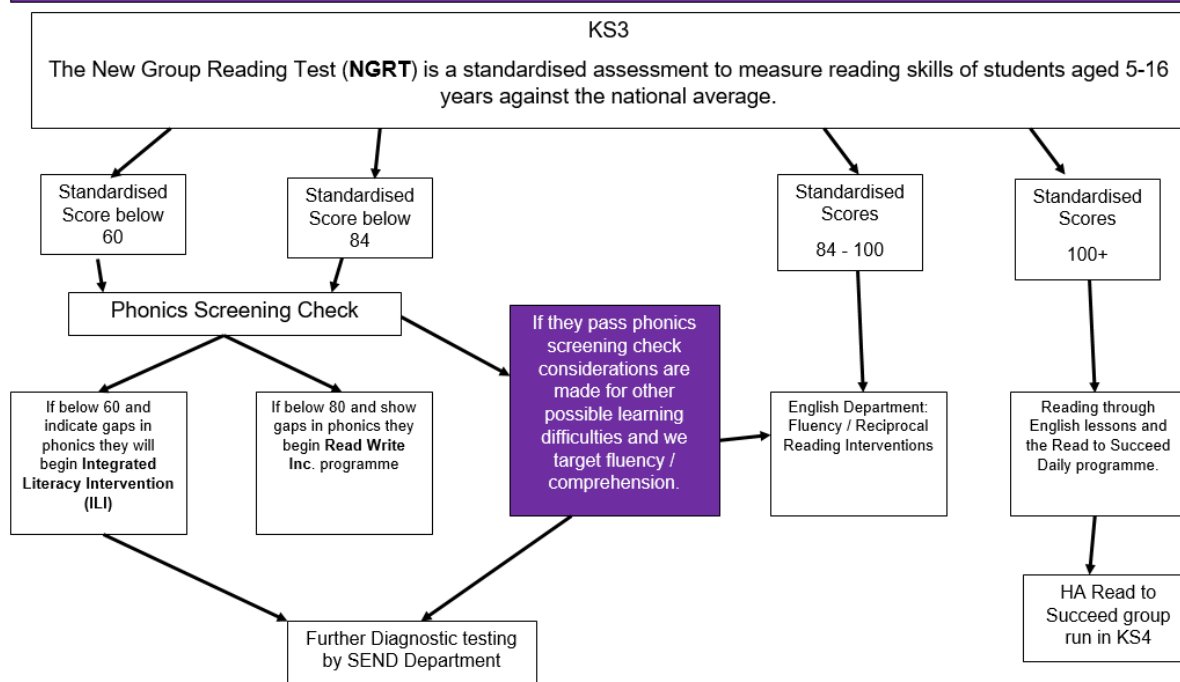 KS3
The New Group Reading Test (NGRT) is a standardised assessment to measure reading skills of students aged 5-16
years against the national average.
Standardised
Score below
60
Standardised
Score below
84
Standardised
Scores
84 - 100
Standardised
Scores
100+
Phonics Screening Check
If they pass phonics
screening check
considerations are
made for other
possible learning
difficulties and we
target fluency /
comprehension.
If below 60 and
indicate gaps in
phonics they will
begin Integrated
Literacy Intervention
(ILI)
If below 80 and show
gaps in phonics they
begin Read Write
Inc. programme
English Department:
Fluency / Reciprocal
Reading Interventions
Reading through
English lessons and
the Read to Succeed
Daily programme.
HA Read to
Succeed group
run in KS4
Further Diagnostic testing
by SEND Department